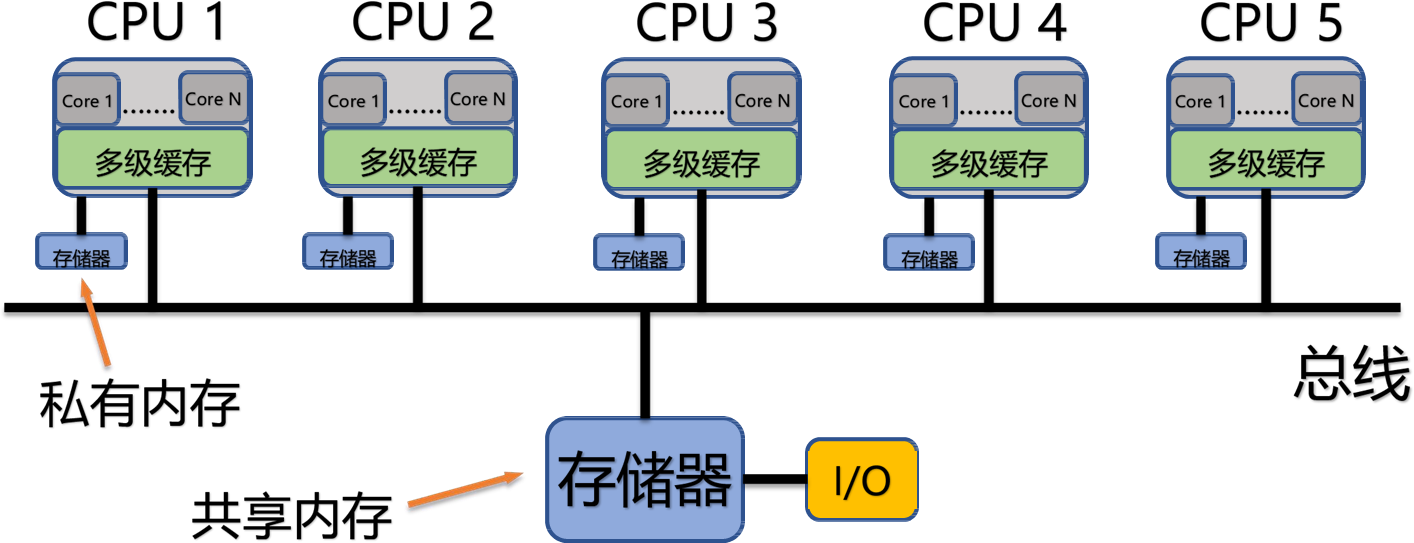 CPU 1
CPU 2
CPU 3
CPU 4
CPU 5
Core 1 ....... Core N
Core 1 ....... Core N
Core 1 ....... Core N
Core 1 ....... Core N
Core 1 ....... Core N
多级缓存
多级缓存
多级缓存
多级缓存
多级缓存
存储器
存储器
存储器
存储器
存储器
私有内存
总线
共享内存
存储器
I/O